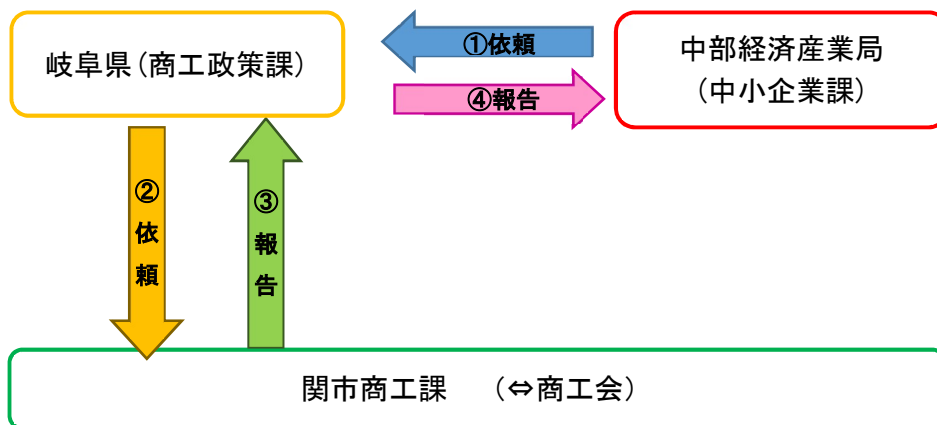 岐阜県(商工政策課)
①依頼
④報告
中部経済産業局
(中小企業課)
②依頼
③報告
関市商工課　(⇔商工会)